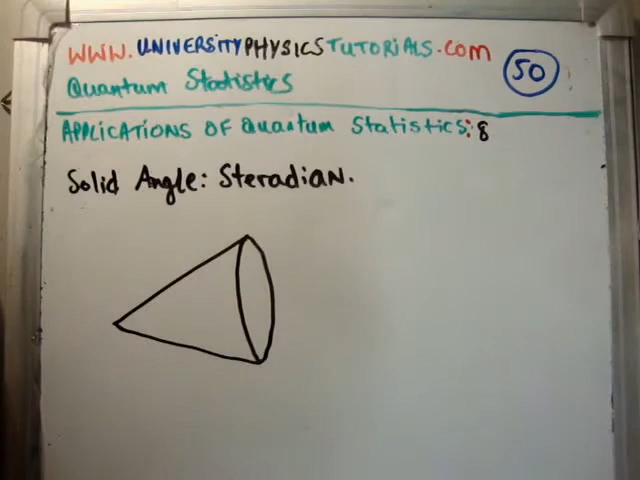 WWW.UNIVERSITYPHYSICSTUTORIALS.COM
Quantum Statistics
50
APPLICATIONS OF Quantum Statistics: 8
Solid Angle: Steradian.